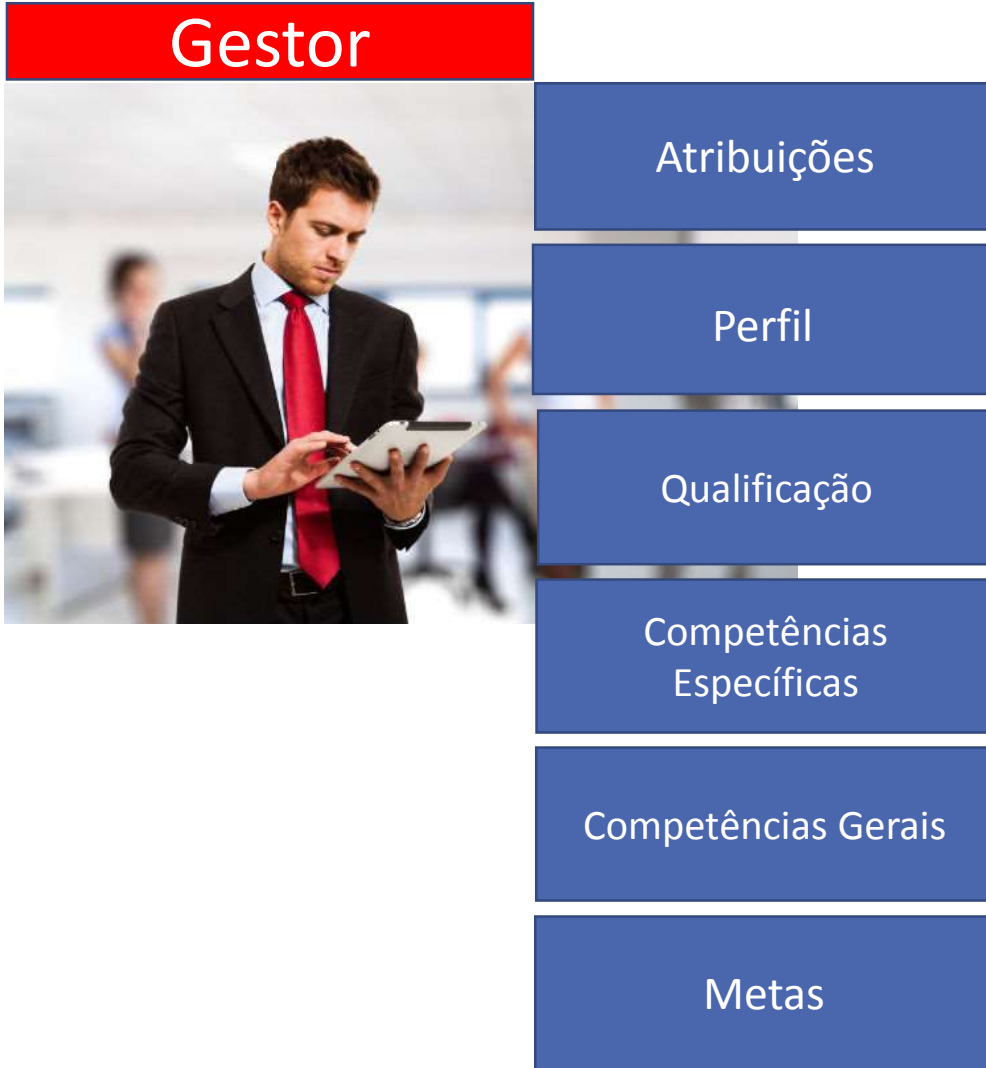 Gestor
Atribuições
Perfil
Qualificação
Competências
Específicas
Competências Gerais
Metas